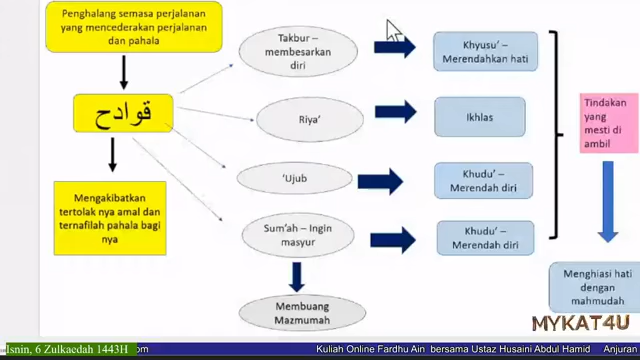 Penghalang semasa perjalanan
yang mencederakan perjalanan
dan pahala
قوادح
Mengakibatkan
tertolak nya amal dan
ternafilah pahala bagi
nya
Takbur –
membesarkan
diri
Riya’
‘Ujub
Sum’ah – Ingin
masyur
Membuang
Mazmumah
Khyusu’ –
Merendahkan hati
Ikhlas
Khudu’ –
Merendah diri
Khudu’ –
Merendah diri
Tindakan
yang
mesti di
ambil
Menghiasi hati
dengan
mahmudah
MYKAT4U
Isnin, 6 Zulkaedah 1443H
com Kuliah Online Fardhu Ain bersama Ustaz Husaini Abdul Hamid Anjuran